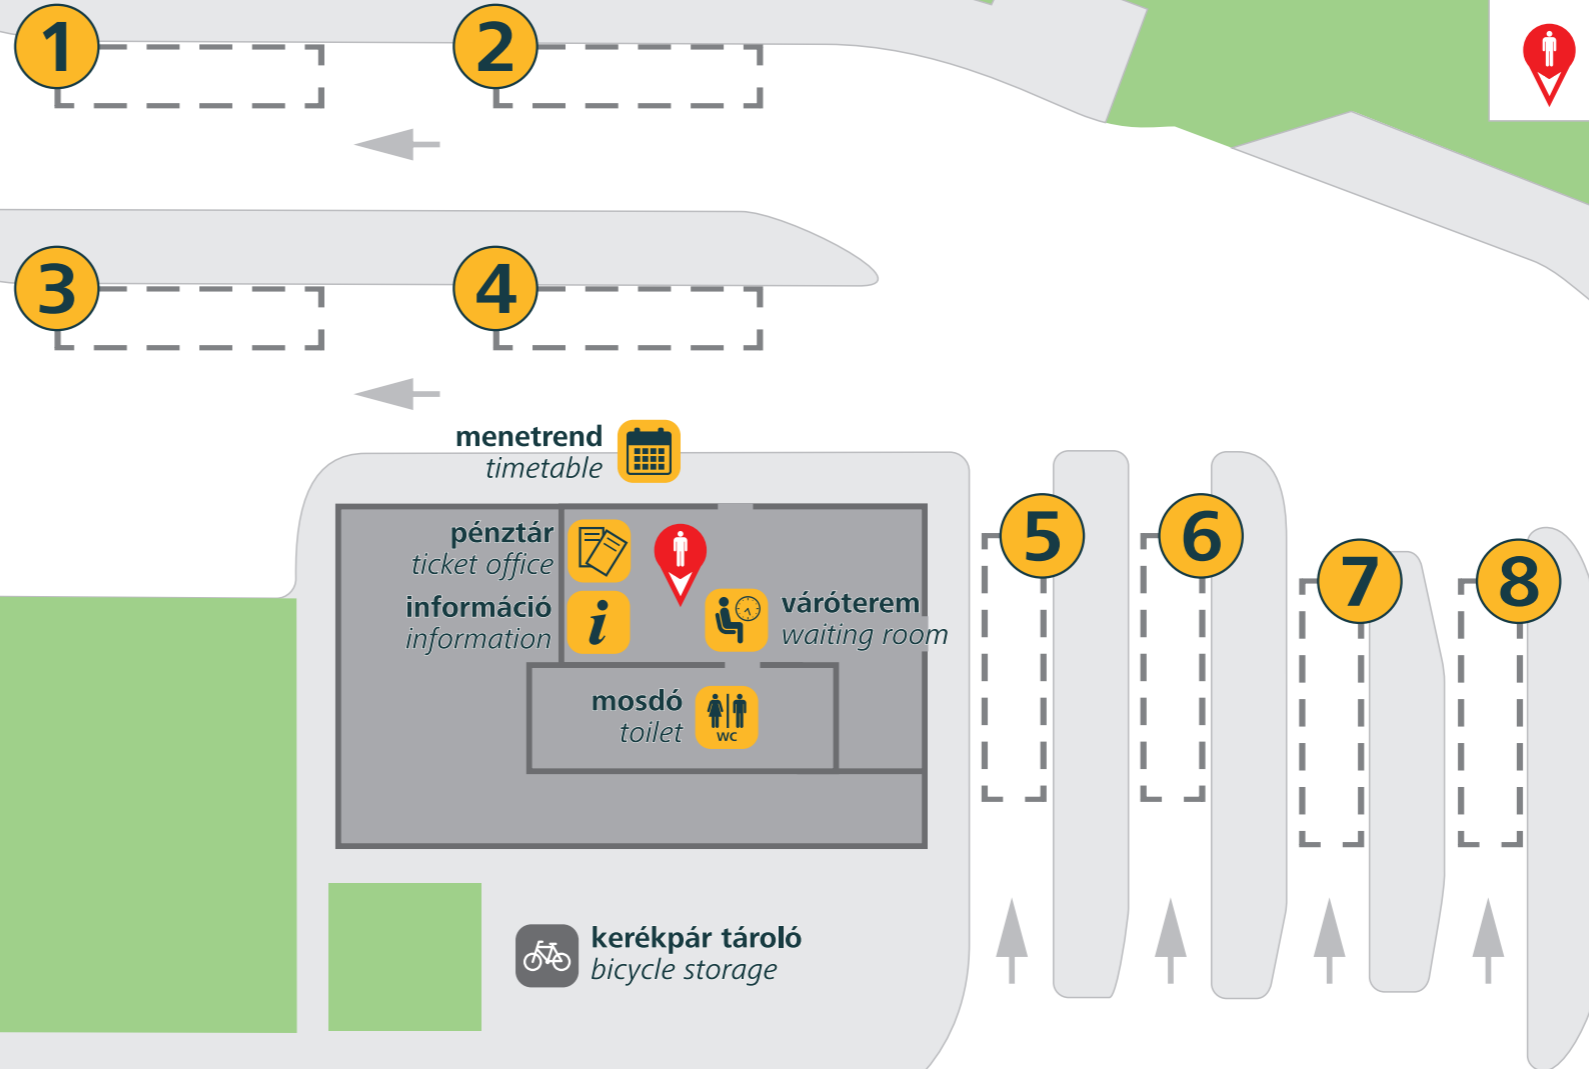 1
2
3
4
menetrend
timetable
pénztár
ticket office
információ
information
váróterem
waiting room
mosdó
toilet
WC
5
6
7
8
kerékpár tároló
bicycle storage